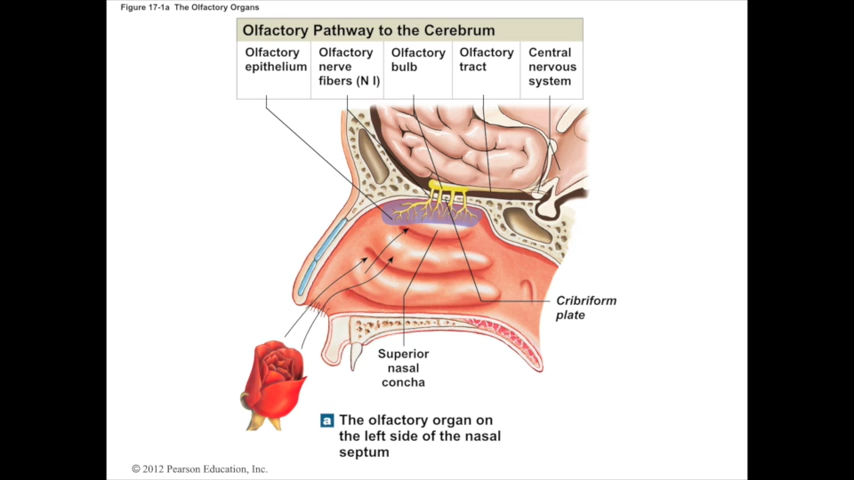 Figure 17-1a The Olfactory Organs
Olfactory Pathway to the Cerebrum
Olfactory
epithelium
Olfactory
nerve
fibers (N I)
Olfactory
bulb
Olfactory
tract
Central
nervous
system
Cribriform
plate
Superior
nasal
concha
a The olfactory organ on
the left side of the nasal
septum
© 2012 Pearson Education, Inc.